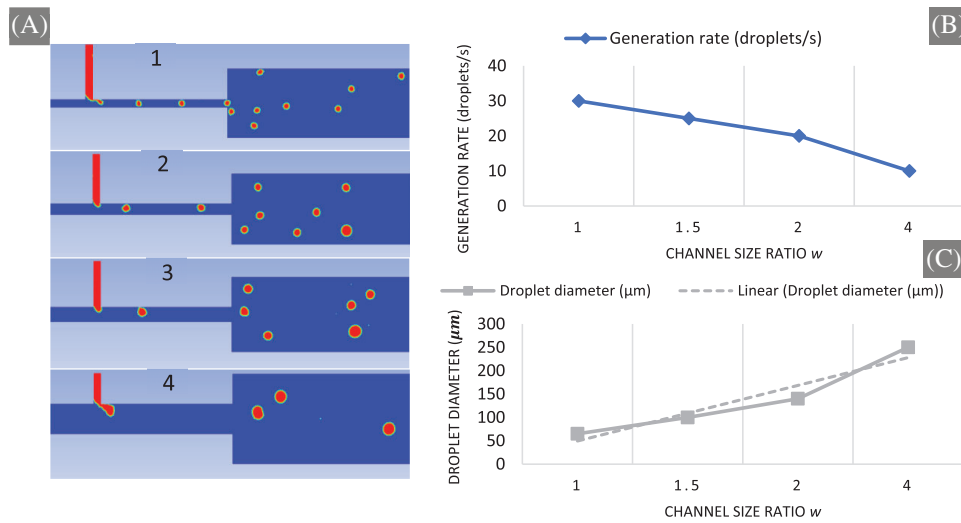 (A)
1
2
3
4
(B)
Generation rate (droplets/s)
GENERATION RATE (droplets/s)
40
30
20
10
0
1 1.5 2 4
CHANNEL SIZE RATIO w
(C)
Droplet diameter (µm) Linear (Droplet diameter (µm))
DROPLET DIAMETER (µm)
300
250
200
150
100
50
0
1 1.5 2 4
CHANNEL SIZE RATIO w